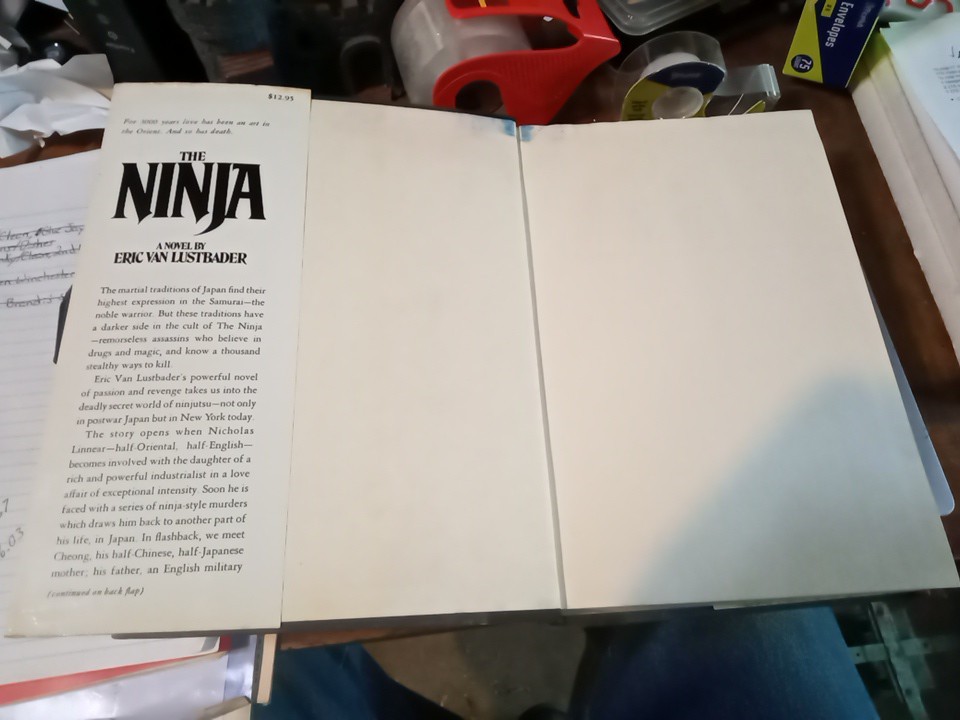 $12.95
For 3000 years love has been an art in
the Orient. And so has death.
THE
NINJA
A NOVEL BY
ERIC VAN LUSTBADER
The martial traditions of Japan find their
highest expression in the Samurai—the
noble warrior. But these traditions have
a darker side in the cult of The Ninja
—remorseless assassins who believe in
drugs and magic, and know a thousand
stealthy ways to kill.
Eric Van Lustbader's powerful novel
of passion and revenge takes us into the
deadly secret world of ninjutsu—not only
in postwar Japan but in New York today.
The story opens when Nicholas
Linnear—half-Oriental, half-English—
becomes involved with the daughter of a
rich and powerful industrialist in a love
affair of exceptional intensity. Soon he is
faced with a series of ninja-style murders
which draws him back to another part of
his life, in Japan. In flashback, we meet
Cheong, his half-Chinese, half-Japanese
mother; his father, an English military
(continued on back flap)
Envelopes
75
Winchester